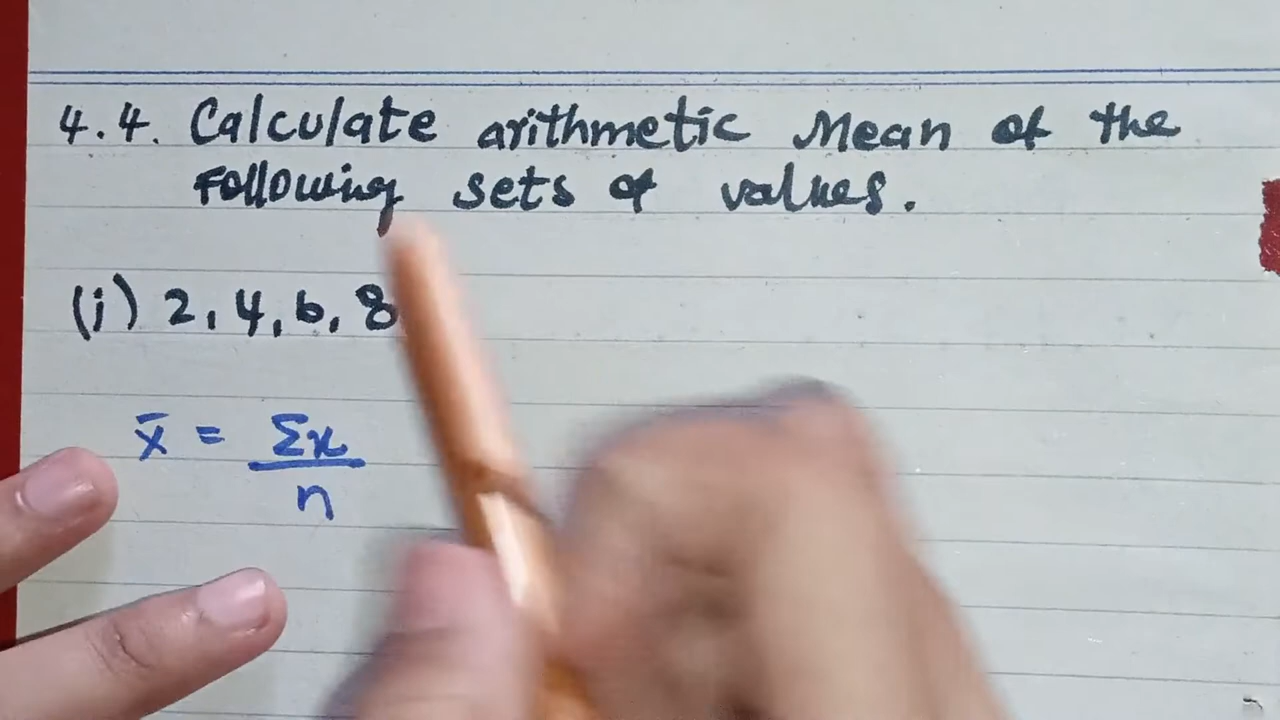 4.4. Calculate arithmetic Mean of the
Following sets of values.
(i) 2, 4, 6, 8
x̄ = Σx
n